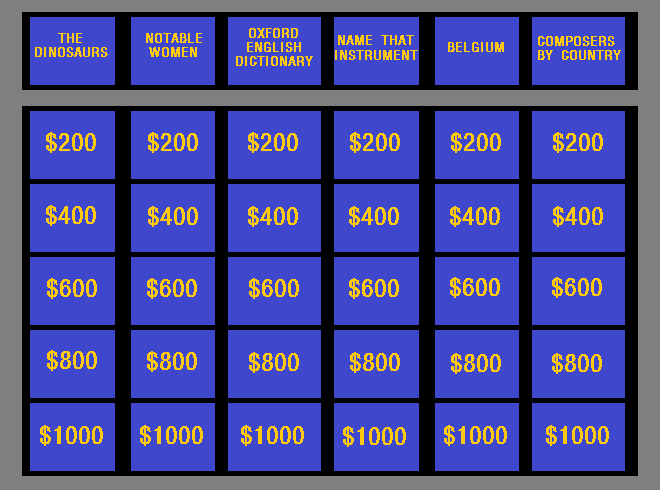 THE
DINOSAURS
NOTABLE
WOMEN
OXFORD
ENGLISH
DICTIONARY
NAME THAT
INSTRUMENT
BELGIUM
COMPOSERS
BY COUNTRY
$200 $200 $200 $200 $200 $200
$400 $400 $400 $400 $400 $400
$600 $600 $600 $600 $600 $600
$800 $800 $800 $800 $800 $800
$1000 $1000 $1000 $1000 $1000 $1000